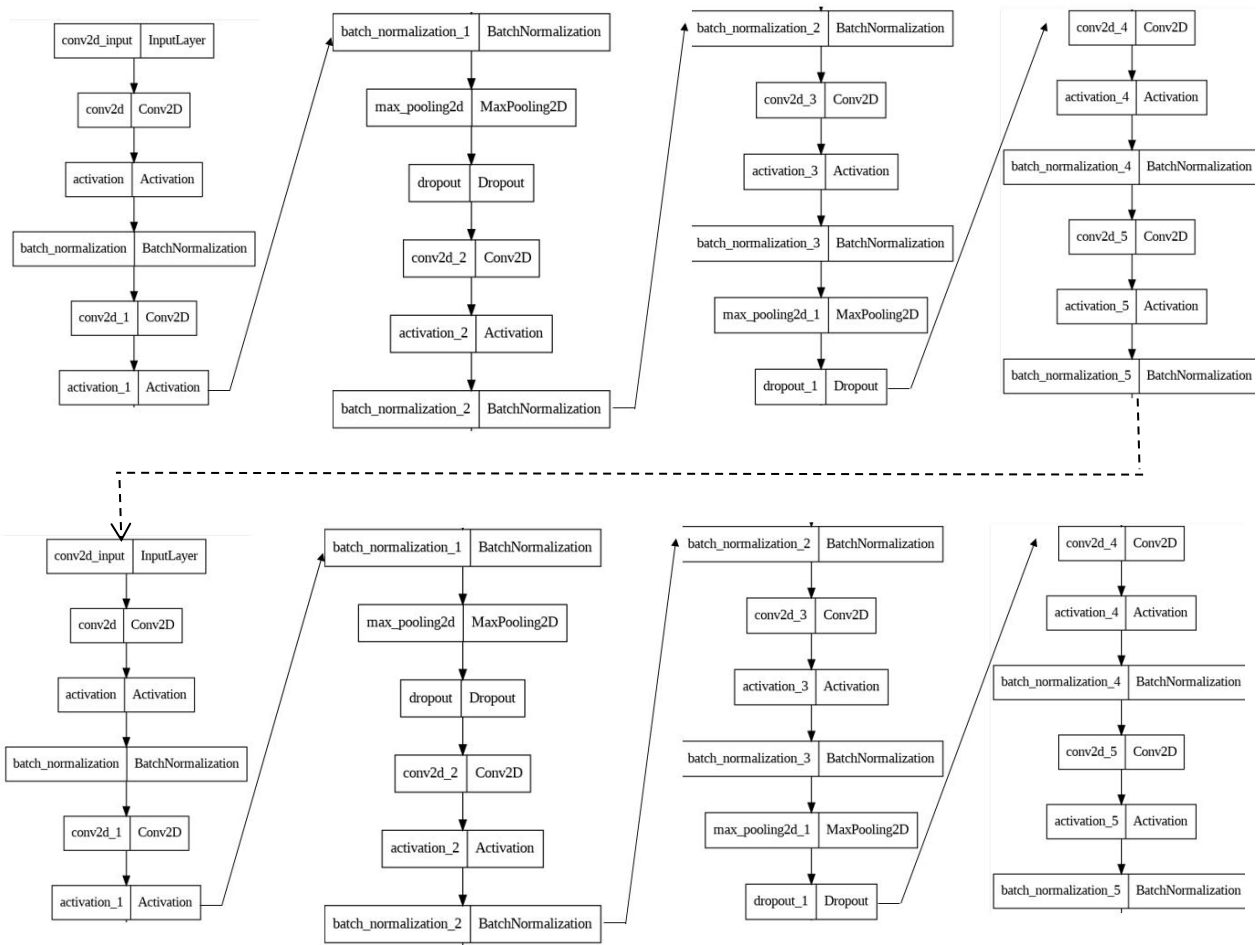 conv2d_input InputLayer
conv2d Conv2D
activation Activation
batch_normalization BatchNormalization
conv2d_1 Conv2D
activation_1 Activation
batch_normalization_1 BatchNormalization
max_pooling2d MaxPooling2D
dropout Dropout
conv2d_2 Conv2D
activation_2 Activation
batch_normalization_2 BatchNormalization
batch_normalization_2 BatchNormalization
conv2d_3 Conv2D
activation_3 Activation
batch_normalization_3 BatchNormalization
max_pooling2d_1 MaxPooling2D
dropout_1 Dropout
conv2d_4 Conv2D
activation_4 Activation
batch_normalization_4 BatchNormalization
conv2d_5 Conv2D
activation_5 Activation
batch_normalization_5 BatchNormalization
conv2d_input InputLayer
conv2d Conv2D
activation Activation
batch_normalization BatchNormalization
conv2d_1 Conv2D
activation_1 Activation
batch_normalization_1 BatchNormalization
max_pooling2d MaxPooling2D
dropout Dropout
conv2d_2 Conv2D
activation_2 Activation
batch_normalization_2 BatchNormalization
batch_normalization_2 BatchNormalization
conv2d_3 Conv2D
activation_3 Activation
batch_normalization_3 BatchNormalization
max_pooling2d_1 MaxPooling2D
dropout_1 Dropout
conv2d_4 Conv2D
activation_4 Activation
batch_normalization_4 BatchNormalization
conv2d_5 Conv2D
activation_5 Activation
batch_normalization_5 BatchNormalization